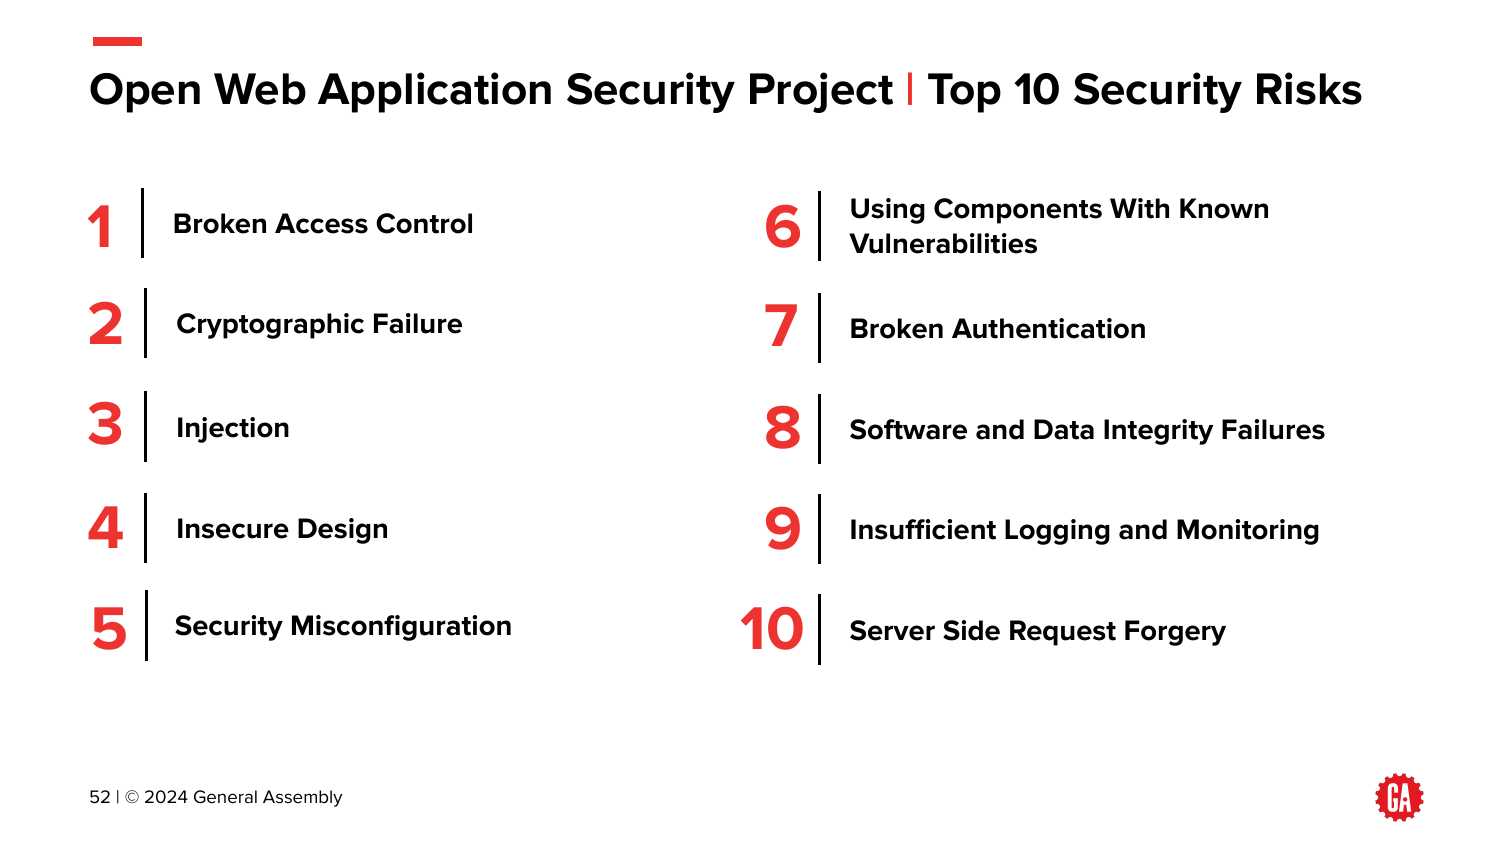 Open Web Application Security Project | Top 10 Security Risks
1 Broken Access Control
2 Cryptographic Failure
3 Injection
4 Insecure Design
5 Security Misconfiguration
6 Using Components With Known
Vulnerabilities
7 Broken Authentication
8 Software and Data Integrity Failures
9 Insufficient Logging and Monitoring
10 Server Side Request Forgery
52 | © 2024 General Assembly
GA